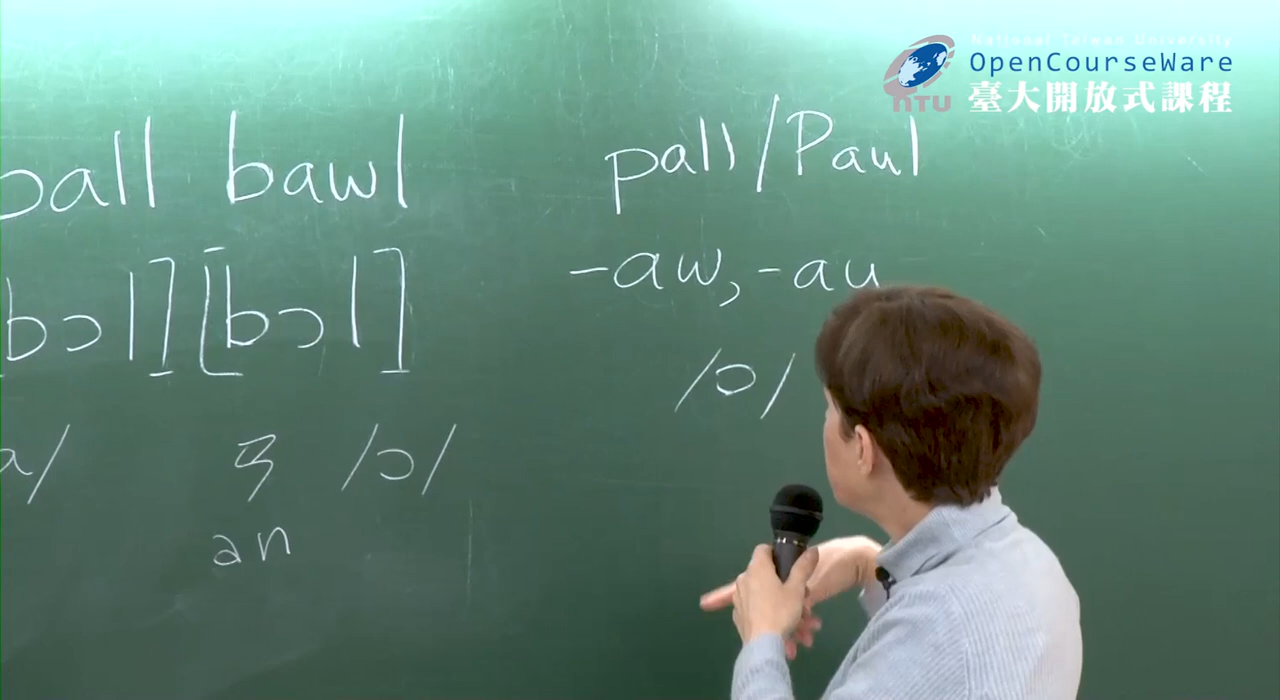 National Taiwan University
OpenCourseWare
NTU 臺大開放式課程
ball bawl pall/Paul
[bɔl] [bɔl] -aw, -au
/ɔ/
a/ ㄢ /ɔ/
an